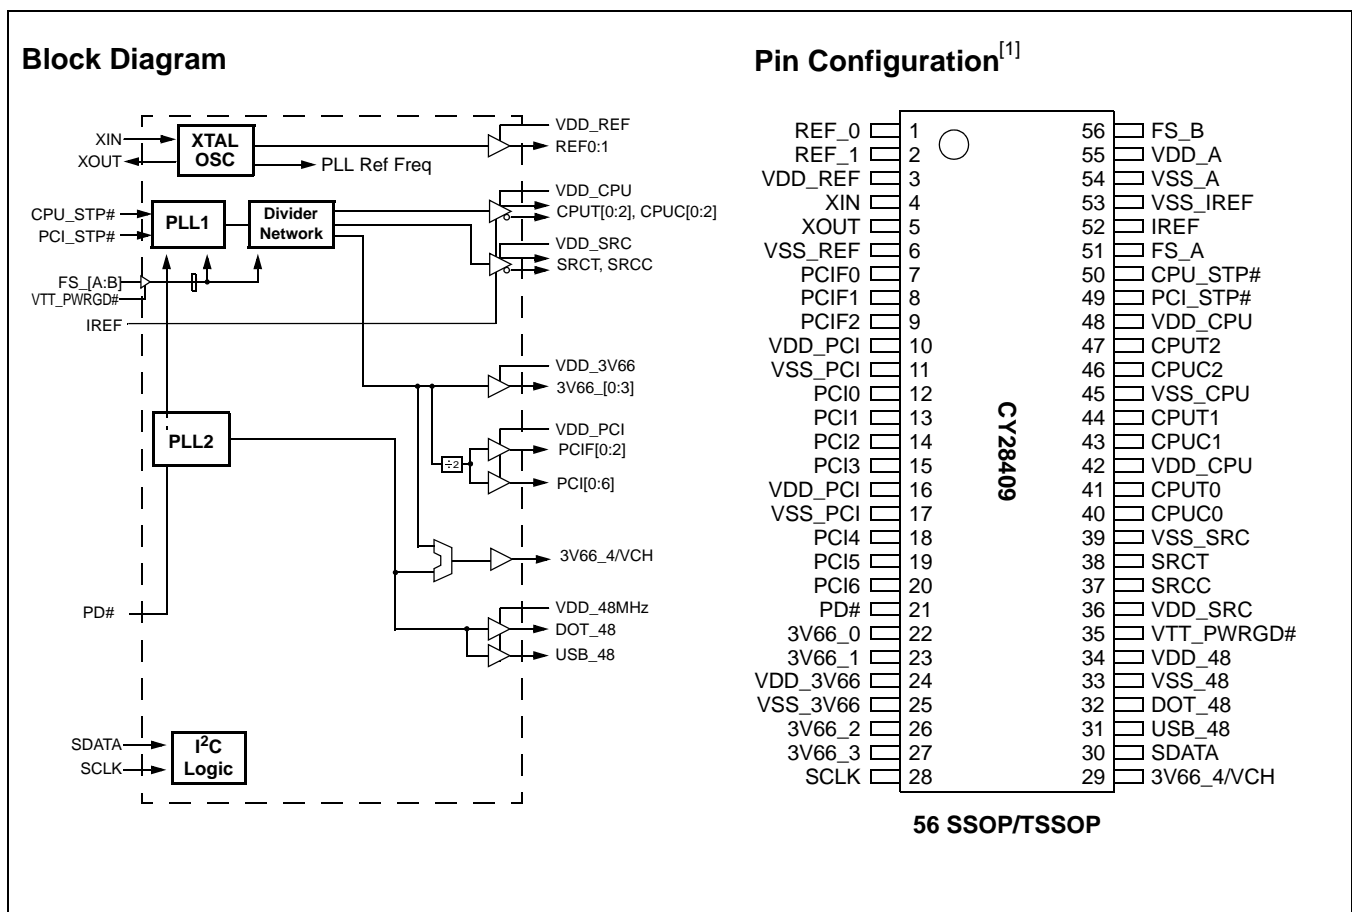 Block Diagram
XIN
XOUT
XTAL
OSC
VDD_REF
REF0:1
PLL Ref Freq
CPU_STP#
PCI_STP#
PLL1
Divider
Network
VDD_CPU
CPUT[0:2], CPUC[0:2]
VDD_SRC
SRCT, SRCC
FS_[A:B]
VTT_PWRGD#
IREF
VDD_3V66
3V66_[0:3]
PLL2
VDD_PCI
PCIF[0:2]
÷2
PCI[0:6]
3V66_4/VCH
PD#
VDD_48MHz
DOT_48
USB_48
SDATA
SCLK
I2C
Logic
Pin Configuration[1]
REF_0 1 56 FS_B
REF_1 2 55 VDD_A
VDD_REF 3 54 VSS_A
XIN 4 53 VSS_IREF
XOUT 5 52 IREF
VSS_REF 6 51 FS_A
PCIF0 7 50 CPU_STP#
PCIF1 8 49 PCI_STP#
PCIF2 9 48 VDD_CPU
VDD_PCI 10 47 CPUT2
VSS_PCI 11 46 CPUC2
PCI0 12 45 VSS_CPU
PCI1 13 44 CPUT1
PCI2 14 43 CPUC1
PCI3 15 42 VDD_CPU
VDD_PCI 16 41 CPUT0
VSS_PCI 17 40 CPUC0
PCI4 18 39 VSS_SRC
PCI5 19 38 SRCT
PCI6 20 37 SRCC
PD# 21 36 VDD_SRC
3V66_0 22 35 VTT_PWRGD#
3V66_1 23 34 VDD_48
VDD_3V66 24 33 VSS_48
VSS_3V66 25 32 DOT_48
3V66_2 26 31 USB_48
3V66_3 27 30 SDATA
SCLK 28 29 3V66_4/VCH
CY28409
56 SSOP/TSSOP